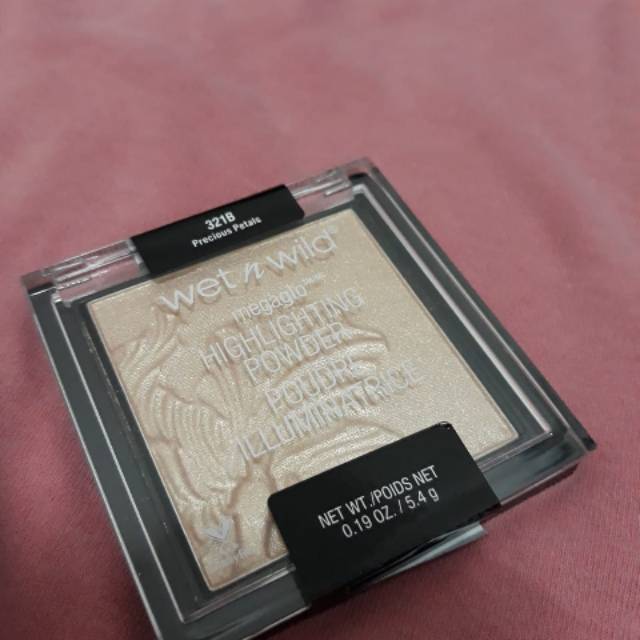 321B
Precious Petals
wet n wild
megaglo
HIGHLIGHTING
POWDER
POUDRE
ILLUMINATRICE
NET WT./POIDS NET
0.19 OZ. / 5.4 g